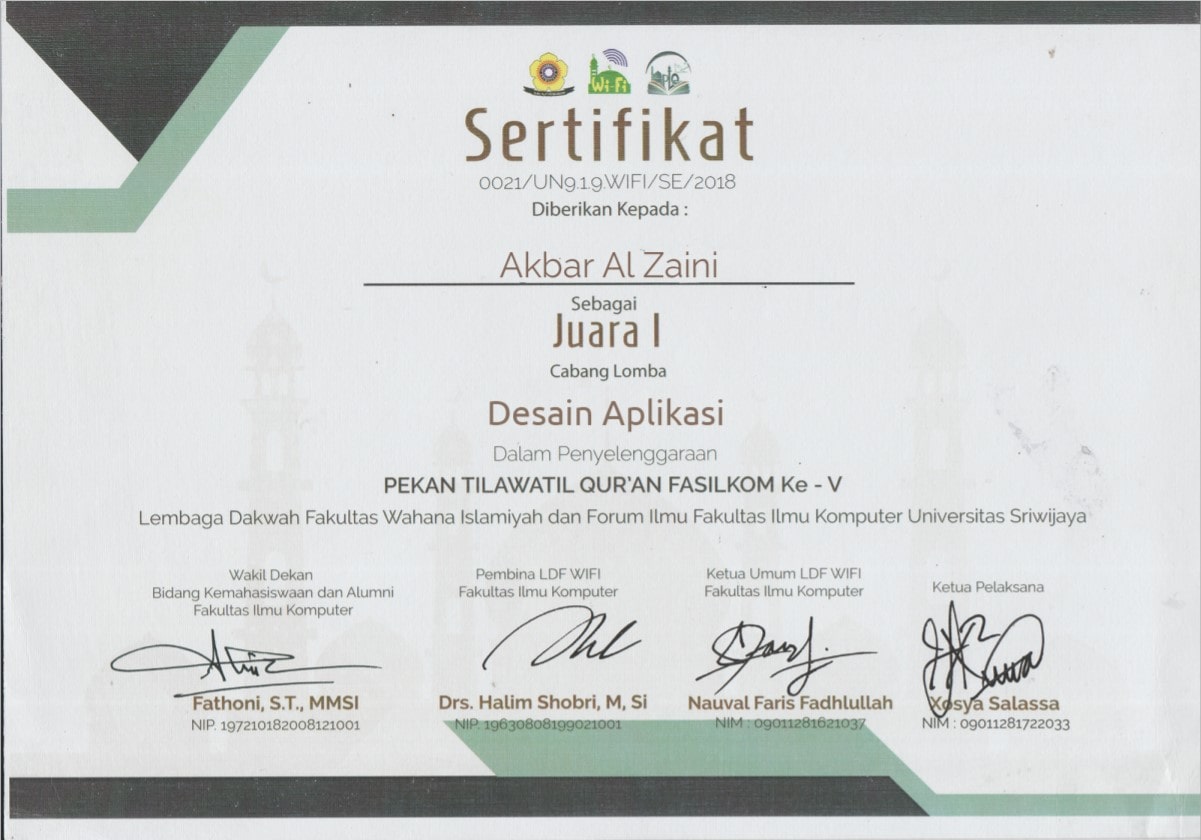 Wi-Fi
Sertifikat
0021/UN9.1.9.WIFI/SE/2018
Diberikan Kepada :
Akbar Al Zaini
Sebagai
Juara I
Cabang Lomba
Desain Aplikasi
Dalam Penyelenggaraan
PEKAN TILAWATIL QUR'AN FASILKOM Ke - V
Lembaga Dakwah Fakultas Wahana Islamiyah dan Forum Ilmu Fakultas Ilmu Komputer Universitas Sriwijaya
Wakil Dekan
Bidang Kemahasiswaan dan Alumni
Fakultas Ilmu Komputer
Fathoni, S.T., MMSI
NIP. 197210182008121001
Pembina LDF WIFI
Fakultas Ilmu Komputer
Drs. Halim Shobri, M, Si
NIP. 19630808199021001
Ketua Umum LDF WIFI
Fakultas Ilmu Komputer
Nauval Faris Fadhlullah
NIM : 09011281621037
Ketua Pelaksana
Yosya Salassa
NIM : 09011281722033